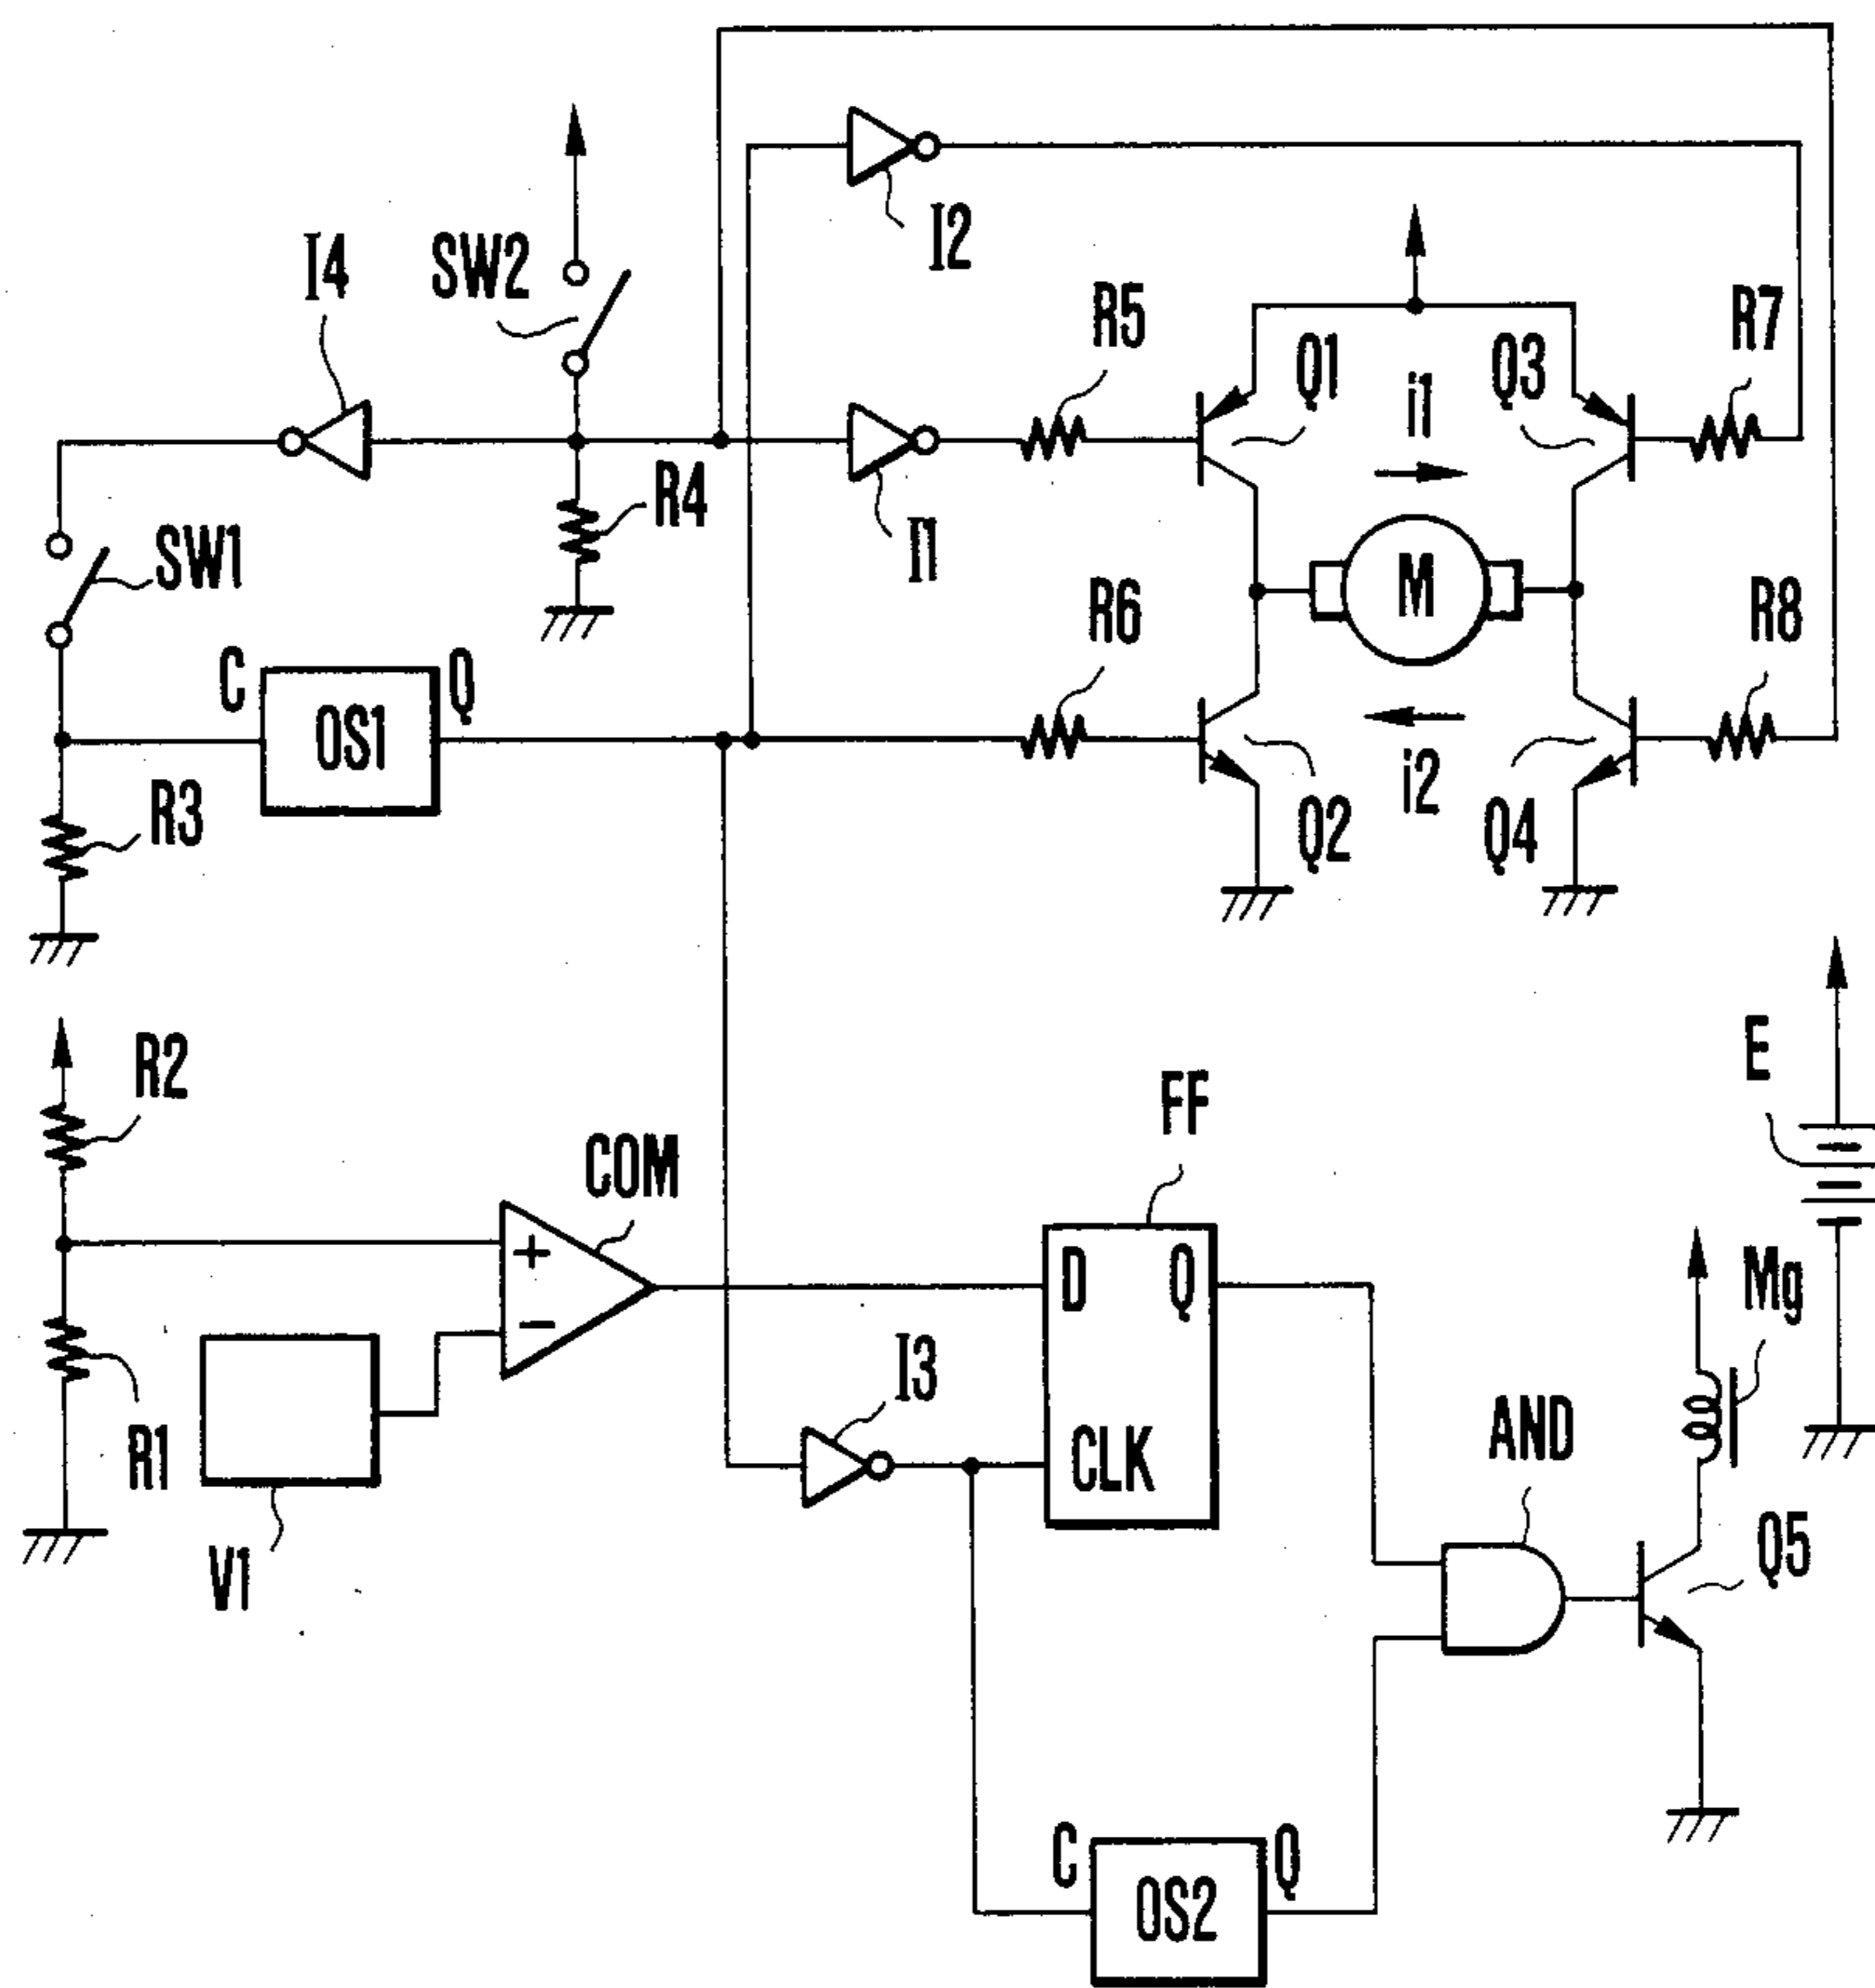 I2
I4
SW2
R5
Q1
i1
Q3
R7
R4
I1
SW1
M
R6
R8
C
Q
OS1
i2
R3
Q2
Q4
R2
E
FF
COM
+
D
Q
Mg
−
I3
AND
R1
CLK
V1
Q5
C
Q
OS2